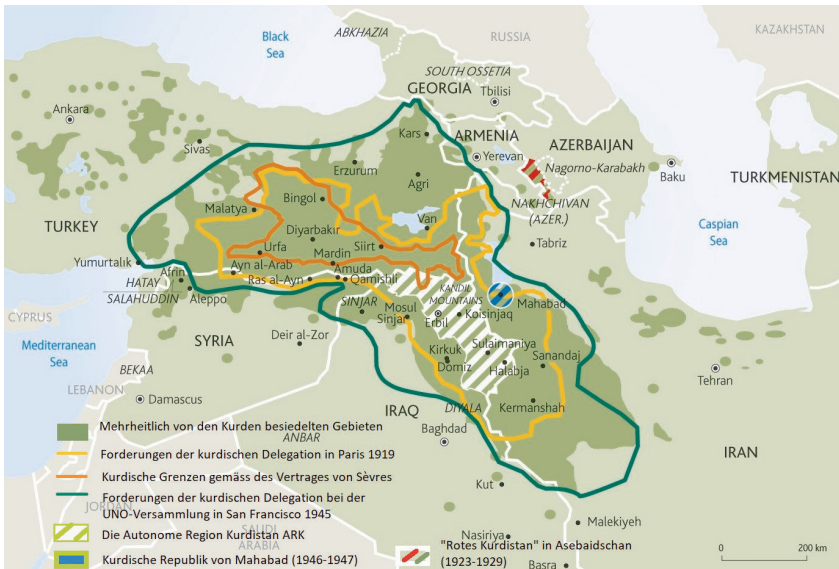 KAZAKHSTAN
ABKHAZIA
RUSSIA
Black
Sea
SOUTH OSSETIA
GEORGIA
Tbilisi
Ankara
Kars
ARMENIA
AZERBAIJAN
Sivas
Yerevan
Nagorno-Karabakh
Erzurum
Baku
Agri
TURKMENISTAN
Bingol
NAKHCHIVAN
(AZER.)
Malatya
Van
TURKEY
Diyarbakir
Tabriz
Caspian
Sea
Urfa
Siirt
Mardin
Yumurtalik
Ayn al-Arab
Amuda
Afrin
Ras al-Ayn
Qamishli
HATAY
KANDIL
MOUNTAINS
SALAHUDDIN
Aleppo
SINJAR
Mahabad
Mosul
Koisinjaq
CYPRUS
Sinjar
Erbil
SYRIA
Deir al-Zor
Sulaimaniya
Mediterranean
Sea
Kirkuk
Sanandaj
Domiz
Halabja
BEKAA
Tehran
LEBANON
Kermanshah
Damascus
IRAQ
DIYALA
Mehrheitlich von den Kurden besiedelten Gebieten
ANBAR
Baghdad
Forderungen der kurdischen Delegation in Paris 1919
IRAN
Kurdische Grenzen gemäss des Vertrages von Sèvres
Kut
Forderungen der kurdischen Delegation bei der
UNO-Versammlung in San Francisco 1945
JORDAN
Malekiyeh
SAUDI
ARABIA
Die Autonome Region Kurdistan ARK
Nasiriya
Kurdische Republik von Mahabad (1946-1947)
"Rotes Kurdistan" in Asebaidschan
(1923-1929)
Basra
0 200 km